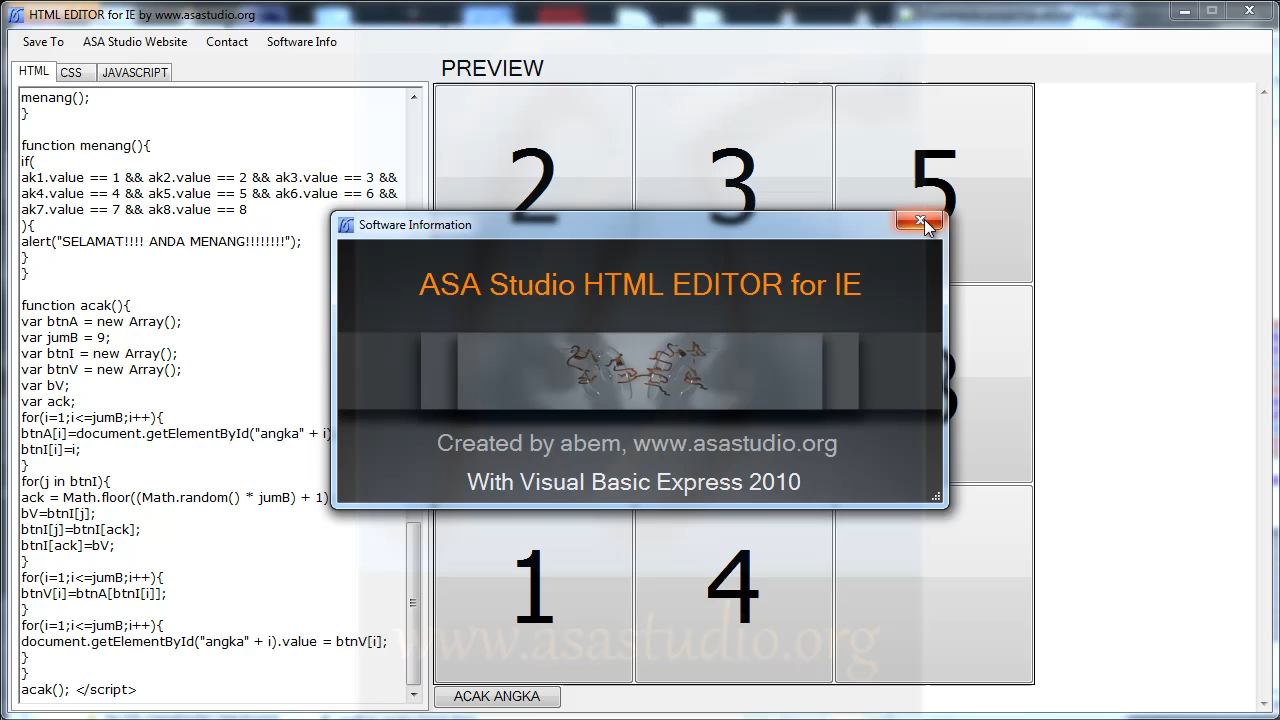 HTML EDITOR for IE by www.asastudio.org
Save To ASA Studio Website Contact Software Info
HTML CSS JAVASCRIPT
PREVIEW
menang();
}
function menang(){
if(
ak1.value == 1 && ak2.value == 2 && ak3.value == 3 &&
ak4.value == 4 && ak5.value == 5 && ak6.value == 6 &&
ak7.value == 7 && ak8.value == 8
){
alert("SELAMAT!!!! ANDA MENANG!!!!!!!!");
}
}
function acak(){
var btnA = new Array();
var jumB = 9;
var btnI = new Array();
var btnV = new Array();
var bV;
var ack;
for(i=1;i<=jumB;i++){
btnA[i]=document.getElementById("angka" + i)
btnI[i]=i;
}
for(j in btnI){
ack = Math.floor((Math.random() * jumB) + 1)
bV=btnI[j];
btnI[j]=btnI[ack];
btnI[ack]=bV;
}
for(i=1;i<=jumB;i++){
btnV[i]=btnA[btnI[i]];
}
for(i=1;i<=jumB;i++){
document.getElementById("angka" + i).value = btnV[i];
}
}
acak(); </script>
2 3 5
Software Information
ASA Studio HTML EDITOR for IE
Created by abem, www.asastudio.org
With Visual Basic Express 2010
1 4
www.asastudio.org
ACAK ANGKA